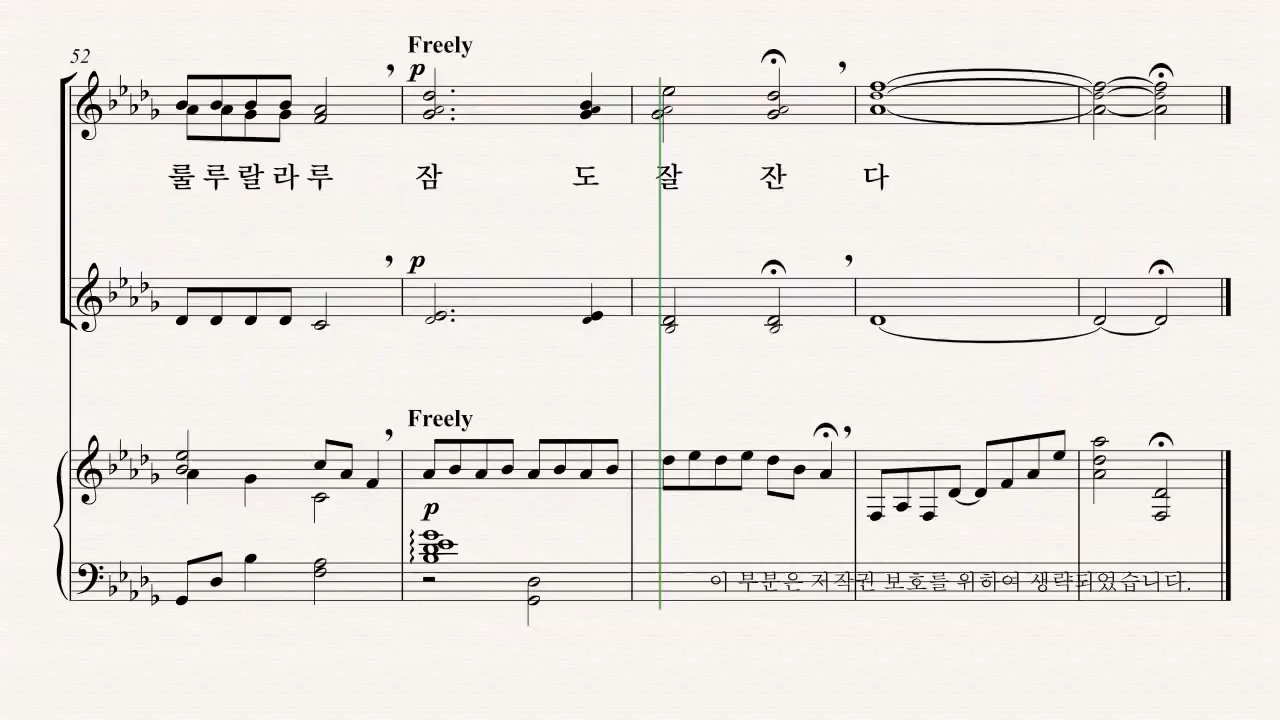 52
Freely
p
룰 루 랄 라 루 잠 도 잘 잔 다
p
Freely
p
이 부분은 저작권 보호를 위하여 생략되었습니다.